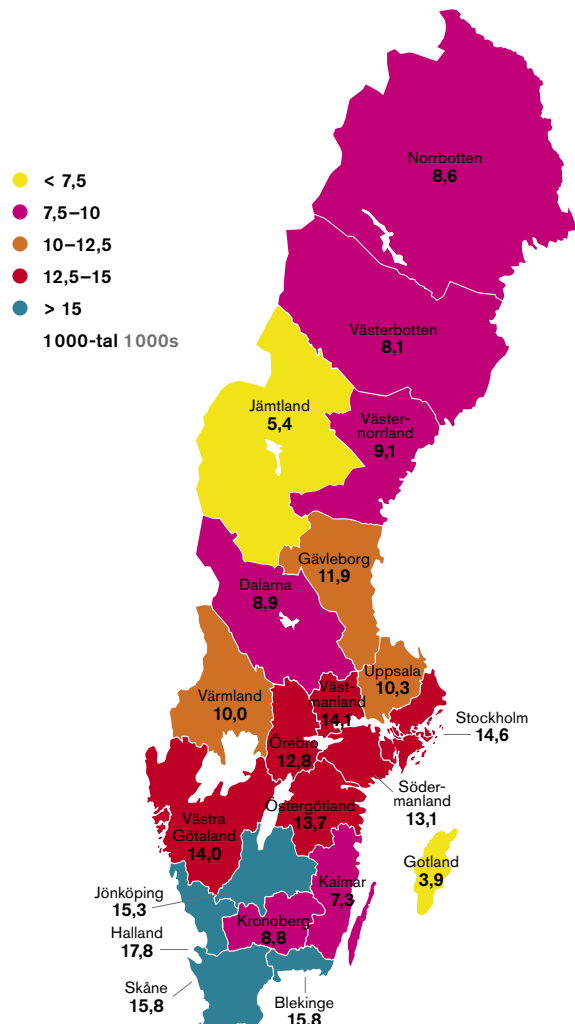 < 7,5
7,5–10
10–12,5
12,5–15
> 15
1000-tal 1000s
Norrbotten
8,6
Västerbotten
8,1
Jämtland
5,4
Väster-
norrland
9,1
Gävleborg
11,9
Dalarna
8,9
Uppsala
10,3
Värmland
10,0
Väst-
manland
14,1
Stockholm
14,6
Örebro
12,8
Söder-
manland
13,1
Östergötland
13,7
Västra
Götaland
14,0
Gotland
3,9
Kalmar
7,3
Jönköping
15,3
Kronoberg
8,8
Halland
17,8
Skåne
15,8
Blekinge
15,8